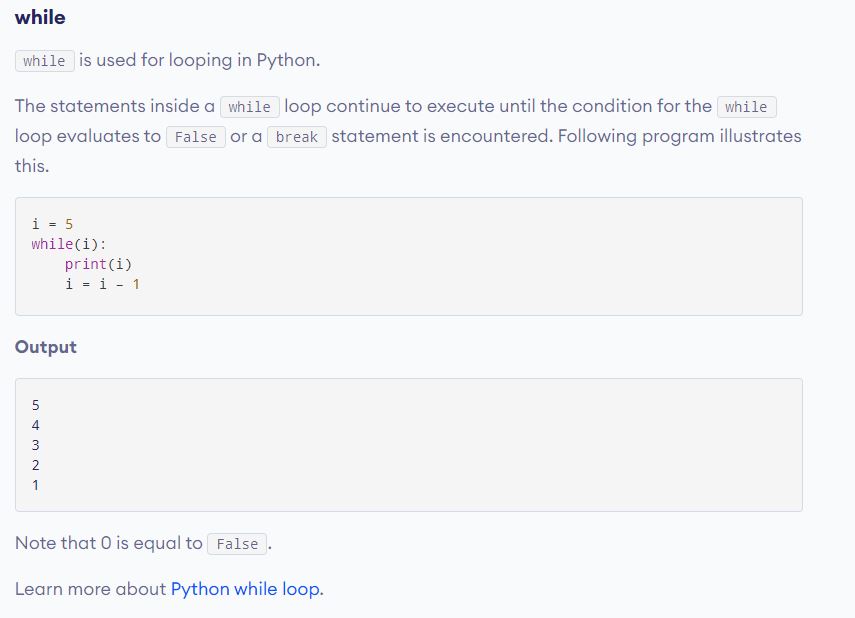 while
while is used for looping in Python.
The statements inside a while loop continue to execute until the condition for the while
loop evaluates to False or a break statement is encountered. Following program illustrates
this.
i = 5
while(i):
    print(i)
    i = i – 1
Output
5
4
3
2
1
Note that 0 is equal to False.
Learn more about Python while loop.